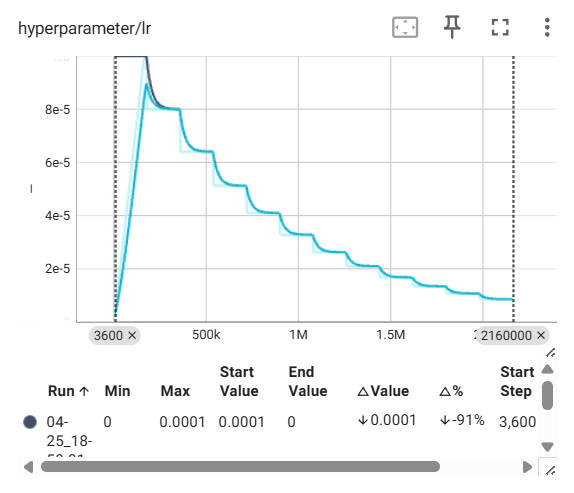 hyperparameter/lr
8e-5
6e-5
4e-5
2e-5
3600 ×
500k
1M
1.5M
2160000 ×
Run ↑
Min
Max
Start
Value
End
Value
△ Value
△ %
Start
Step
04-
25_18-
0
0.0001
0.0001
0
↓0.0001
↓-91%
3,600